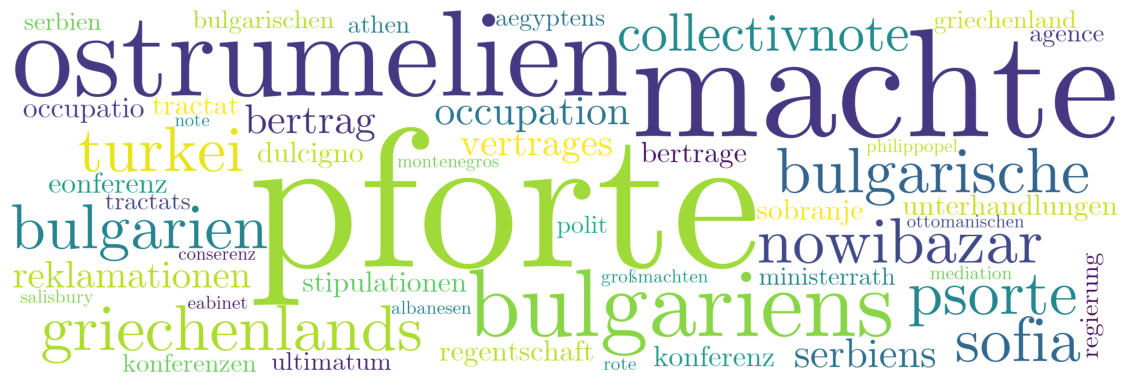 serbien bulgarischen athen aegyptens griechenland
ostrumelien collectivnote agence
machte
occupatio tractat note bertrag occupation
turkei dulcigno montenegros vertrages bertrage philippopel
eonferenz pforte bulgarische
tractats sobranje unterhandlungen
bulgarien polit ottomanischen
conserenz nowibazar
reklamationen stipulationen großmachten ministerrath mediation regierung
salisbury eabinet albanesen bulgariens psorte
griechenlands sofia
konferenzen ultimatum regentschaft rote konferenz serbiens